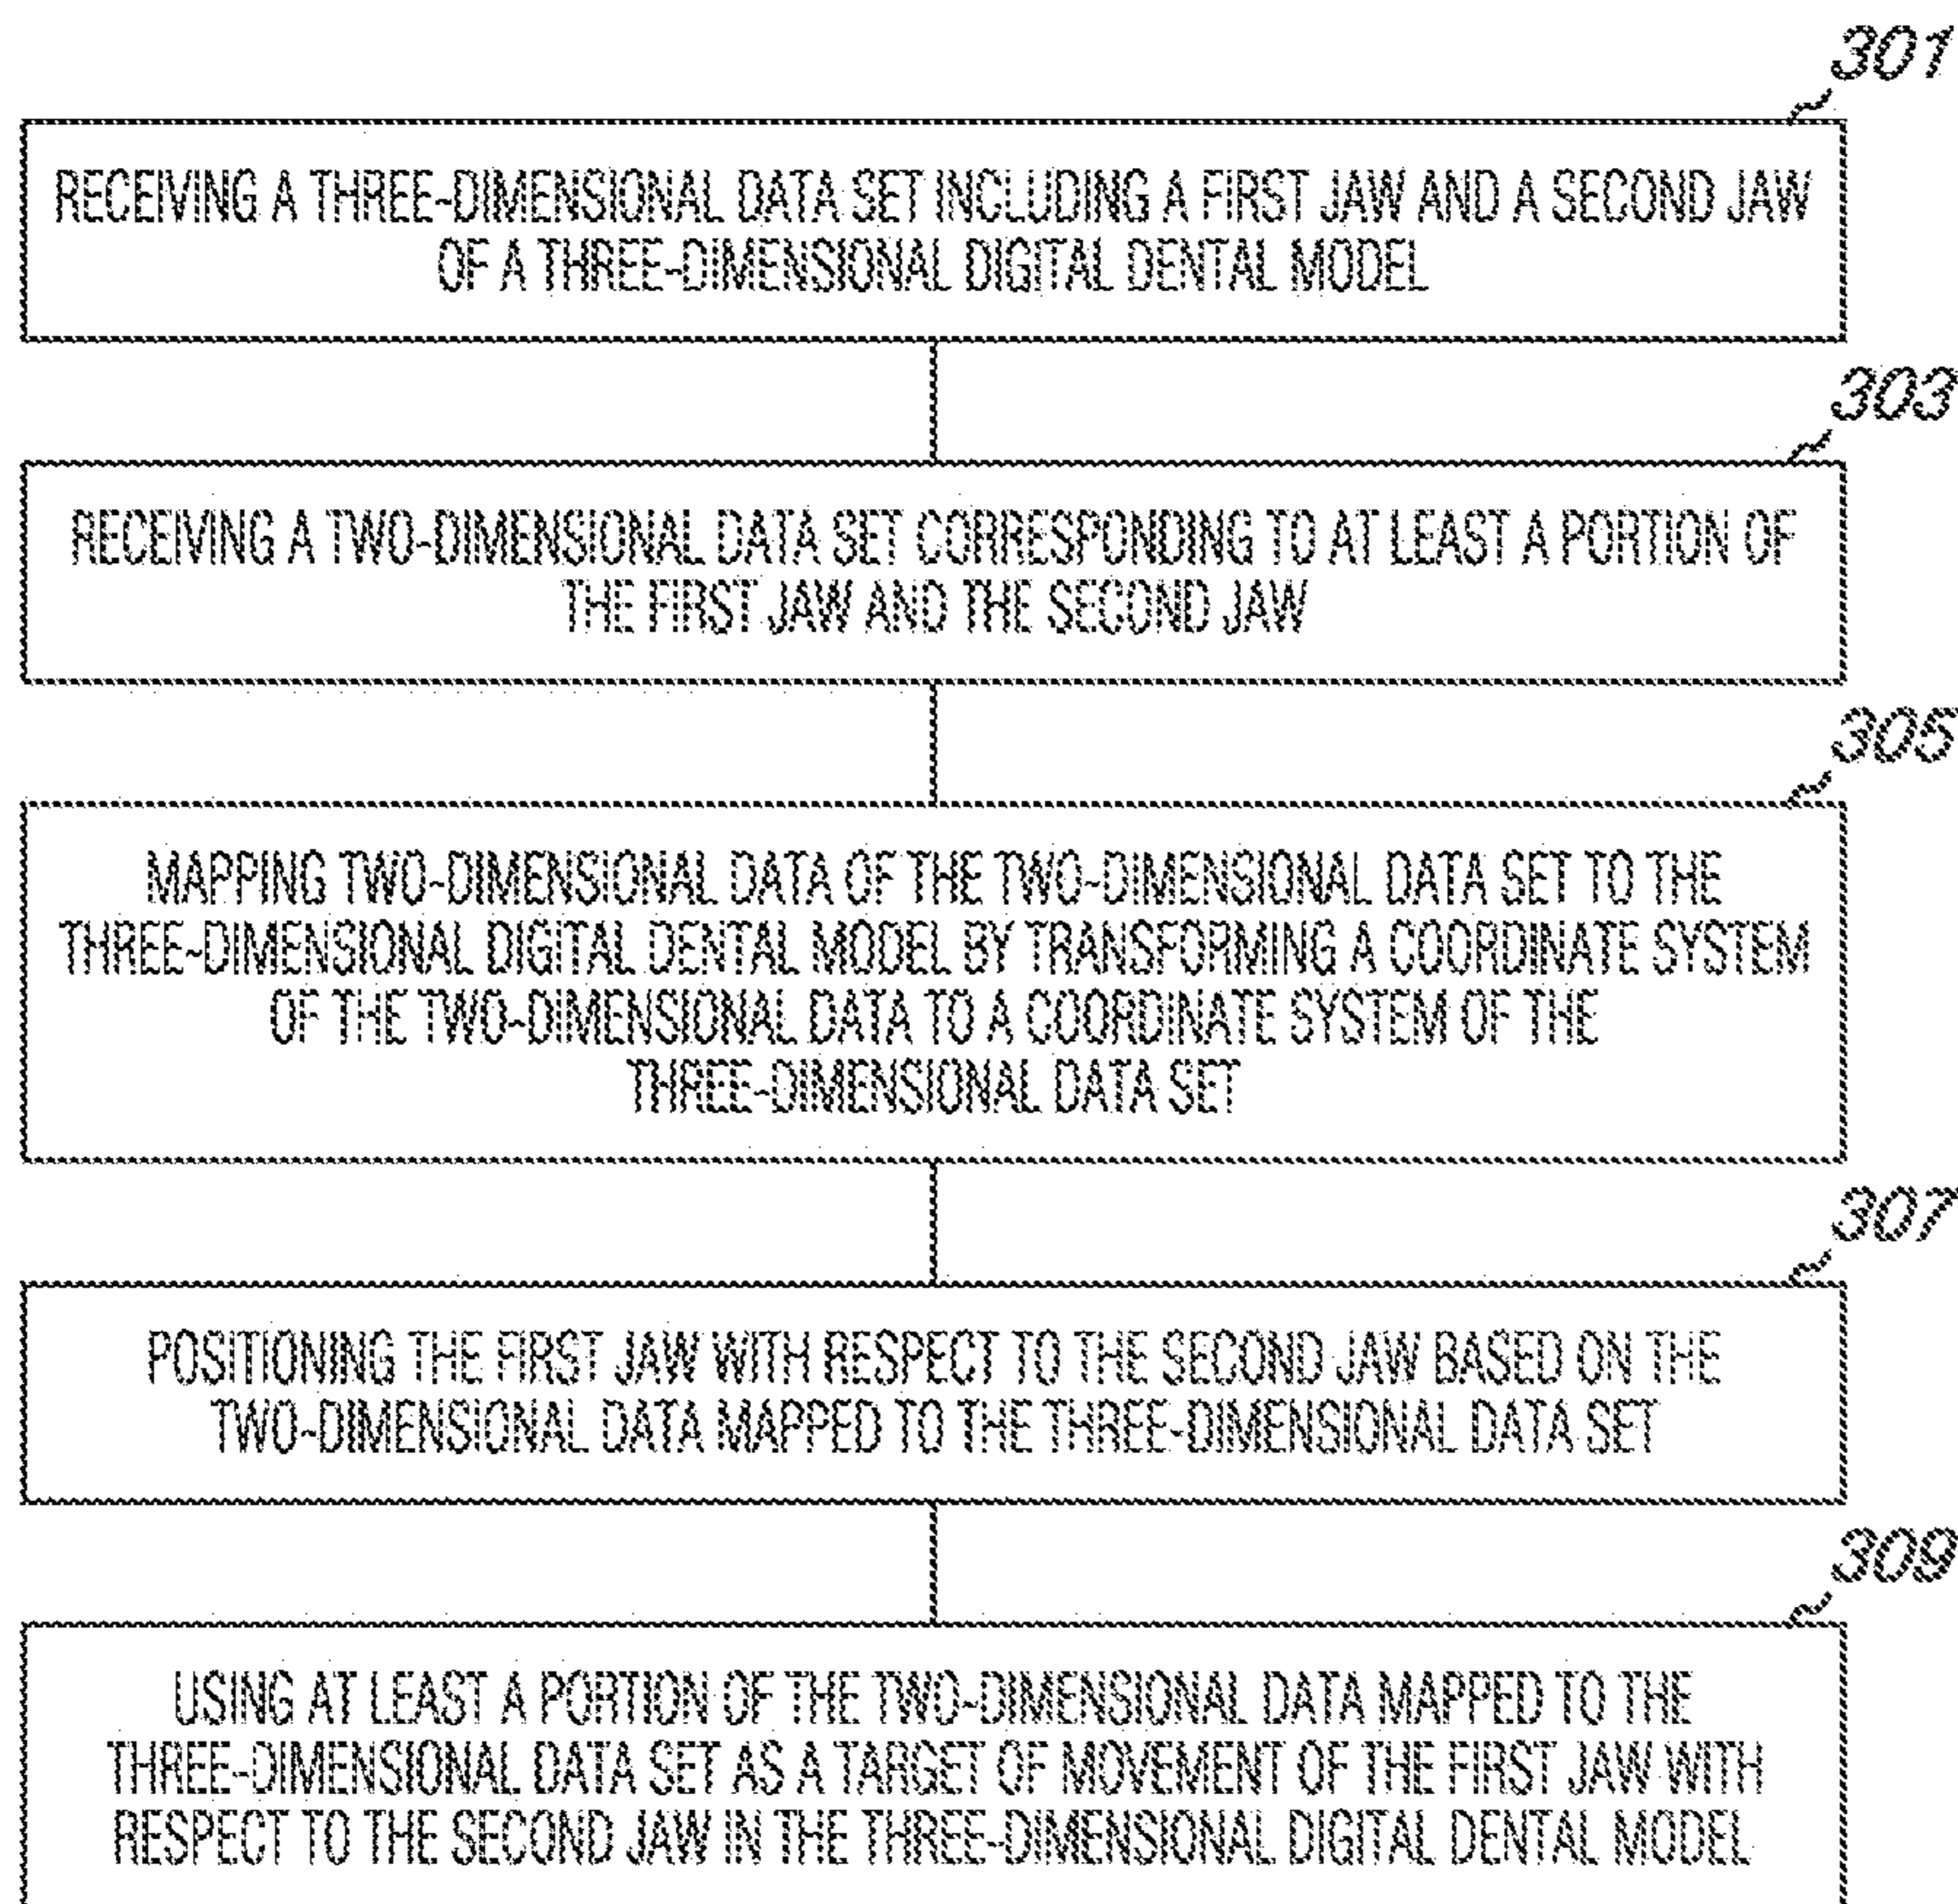 301
RECEIVING A THREE-DIMENSIONAL DATA SET INCLUDING A FIRST JAW AND A SECOND JAW
OF A THREE-DIMENSIONAL DIGITAL DENTAL MODEL
303
RECEIVING A TWO-DIMENSIONAL DATA SET CORRESPONDING TO AT LEAST A PORTION OF
THE FIRST JAW AND THE SECOND JAW
305
MAPPING TWO-DIMENSIONAL DATA OF THE TWO-DIMENSIONAL DATA SET TO THE
THREE-DIMENSIONAL DIGITAL DENTAL MODEL BY TRANSFORMING A COORDINATE SYSTEM
OF THE TWO-DIMENSIONAL DATA TO A COORDINATE SYSTEM OF THE
THREE-DIMENSIONAL DATA SET
307
POSITIONING THE FIRST JAW WITH RESPECT TO THE SECOND JAW BASED ON THE
TWO-DIMENSIONAL DATA MAPPED TO THE THREE-DIMENSIONAL DATA SET
309
USING AT LEAST A PORTION OF THE TWO-DIMENSIONAL DATA MAPPED TO THE
THREE-DIMENSIONAL DATA SET AS A TARGET OF MOVEMENT OF THE FIRST JAW WITH
RESPECT TO THE SECOND JAW IN THE THREE-DIMENSIONAL DIGITAL DENTAL MODEL